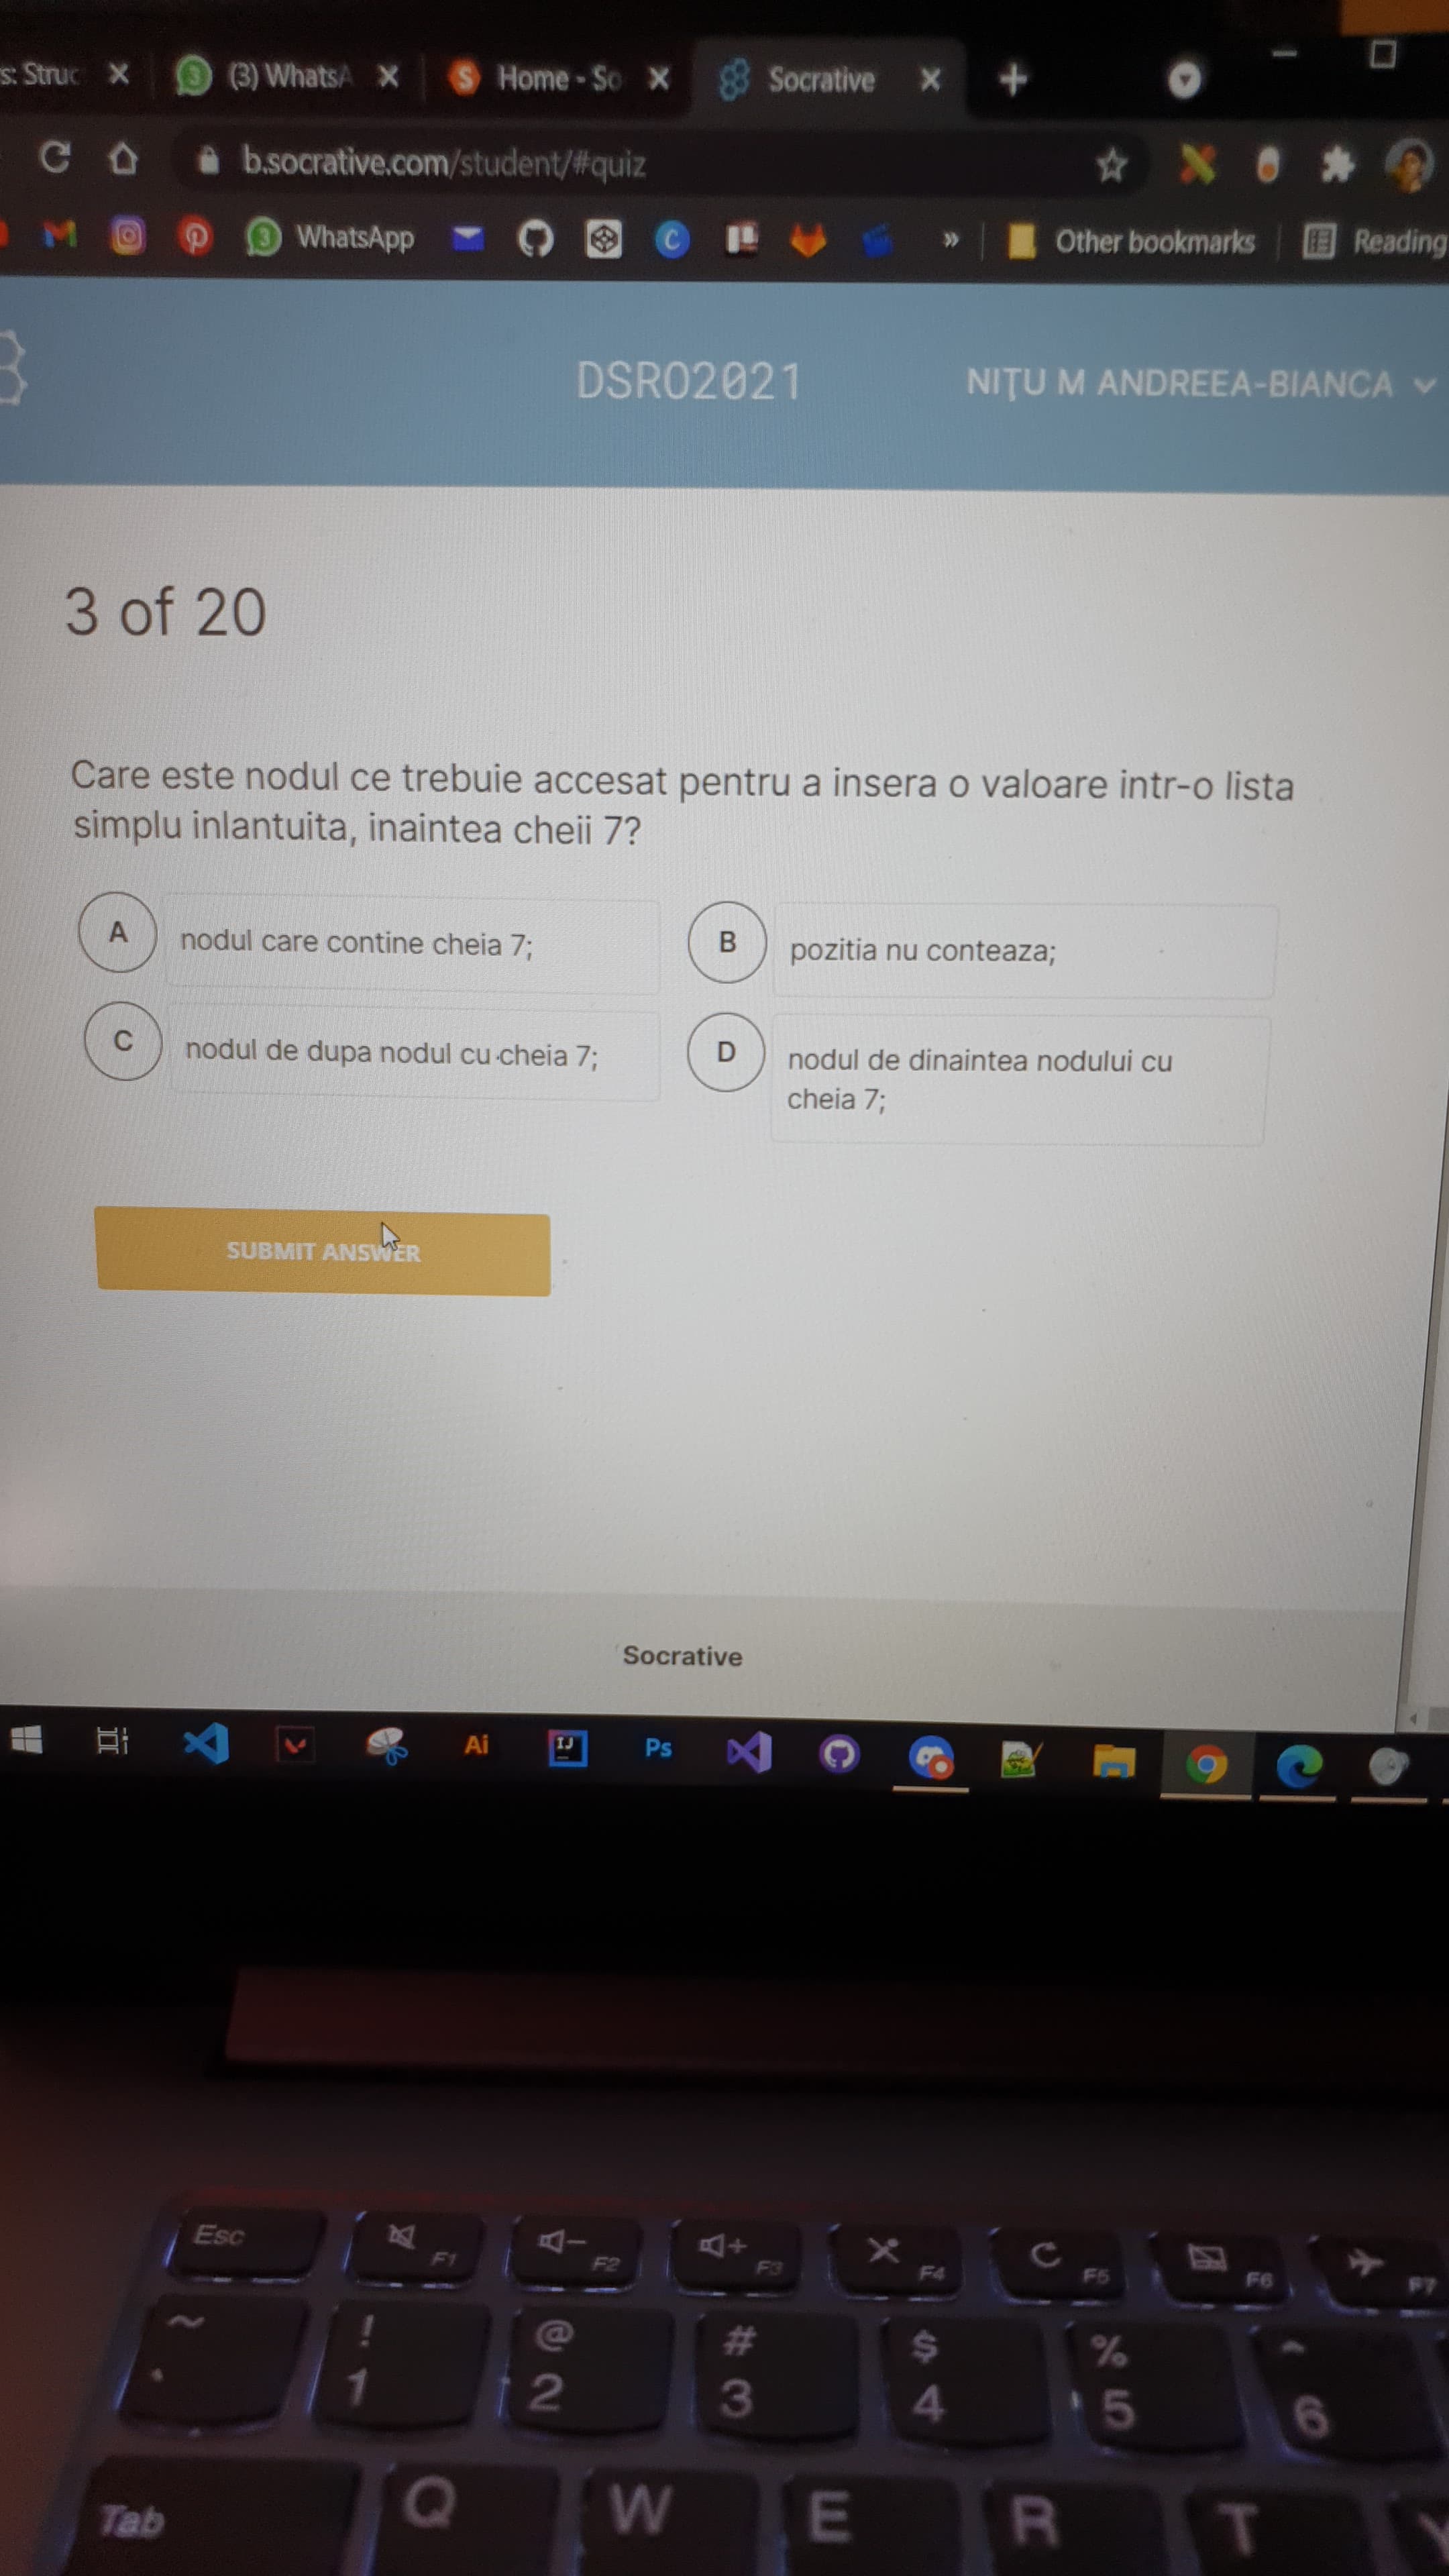 s: Struc
(3) WhatsA
Home - So
Socrative
b.socrative.com/student/#quiz
WhatsApp
Other bookmarks
Reading
DSRO2021
NIȚU M ANDREEA-BIANCA
3 of 20
Care este nodul ce trebuie accesat pentru a insera o valoare intr-o lista
simplu inlantuita, inaintea cheii 7?
A nodul care contine cheia 7;
B pozitia nu conteaza;
C nodul de dupa nodul cu cheia 7;
D nodul de dinaintea nodului cu
cheia 7;
SUBMIT ANSWER
Socrative
Ai
IJ
Ps
Esc
F1
F2
F3
F4
F5
F6
F7
~ ! @ # $ % ^
` 1 2 3 4 5 6
Tab Q W E R T Y